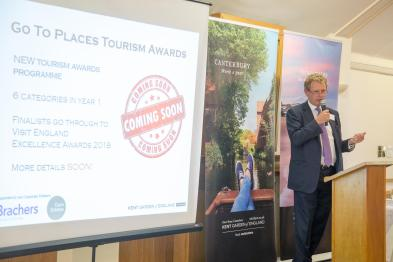 GO TO PLACES TOURISM AWARDS
NEW TOURISM AWARDS
PROGRAMME
6 CATEGORIES IN YEAR 1
FINALISTS GO THROUGH TO
VISIT ENGLAND
EXCELLENCE AWARDS 2018
MORE DETAILS SOON!
COMING SOON
COMING SOON
COMING SOON
Brachers
KENT GARDEN OF ENGLAND
CANTERBURY
KENT GARDEN OF ENGLAND